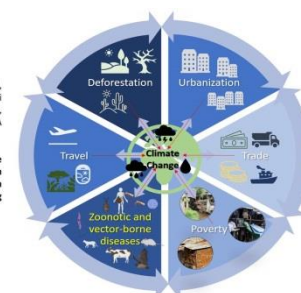 Deforestation
Urbanization
Travel
Climate
Change
Trade
Zoonotic and
vector-borne
diseases
Poverty